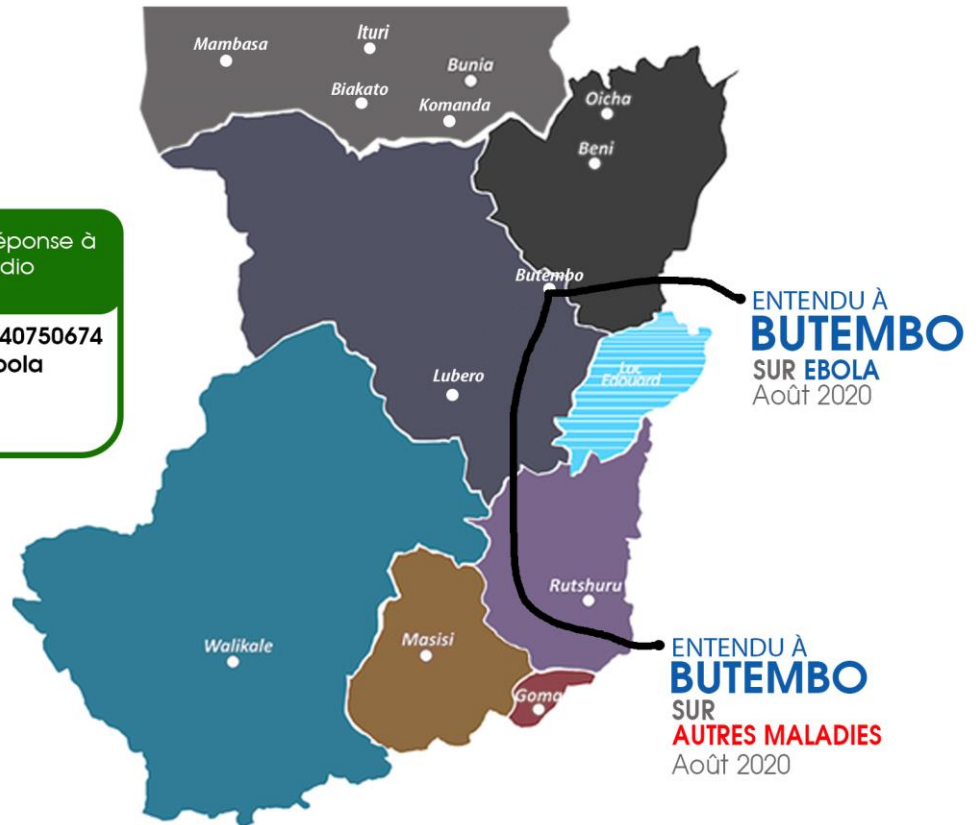 Mambasa
Ituri
Bunia
Biakato
Komanda
Oicha
Beni
éponse à
dio
40750674
bola
Butembo
ENTENDU À
BUTEMBO
SUR EBOLA
Août 2020
Lubero
Lac
Edouard
Rutshuru
Walikale
Masisi
Goma
ENTENDU À
BUTEMBO
SUR
AUTRES MALADIES
Août 2020